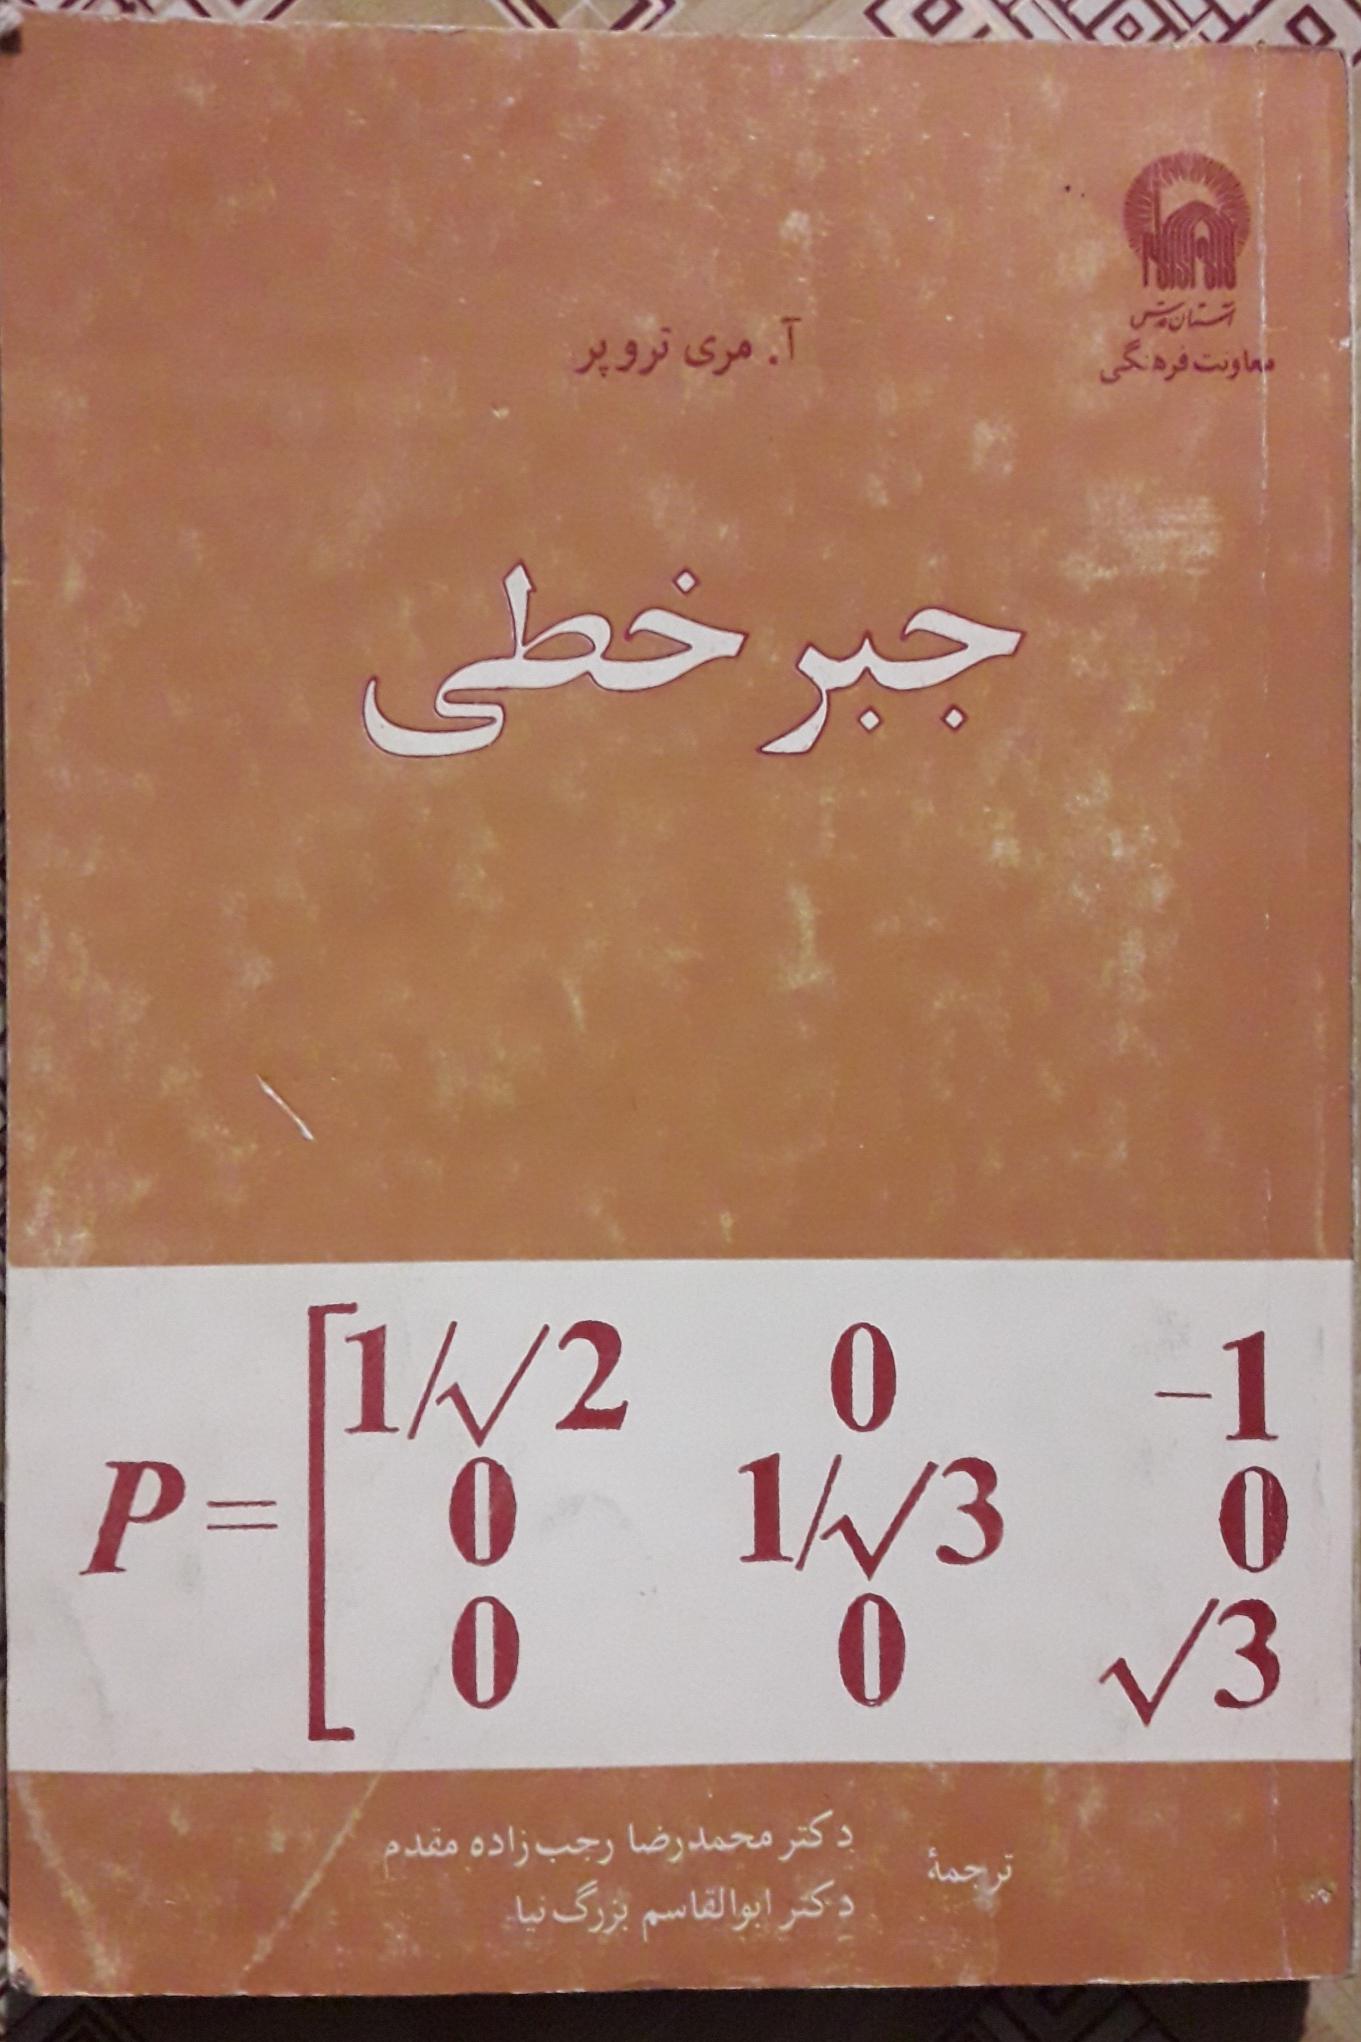 آستان قدس
معاونت فرهنگی
آ. مری تروپر
جبر خطی
P = [ 1/√2 0 −1
0 1/√3 0
0 0 √3
ترجمهٔ
دکتر محمدرضا رجب‌زاده مقدم
دکتر ابوالقاسم بزرگ‌نیا